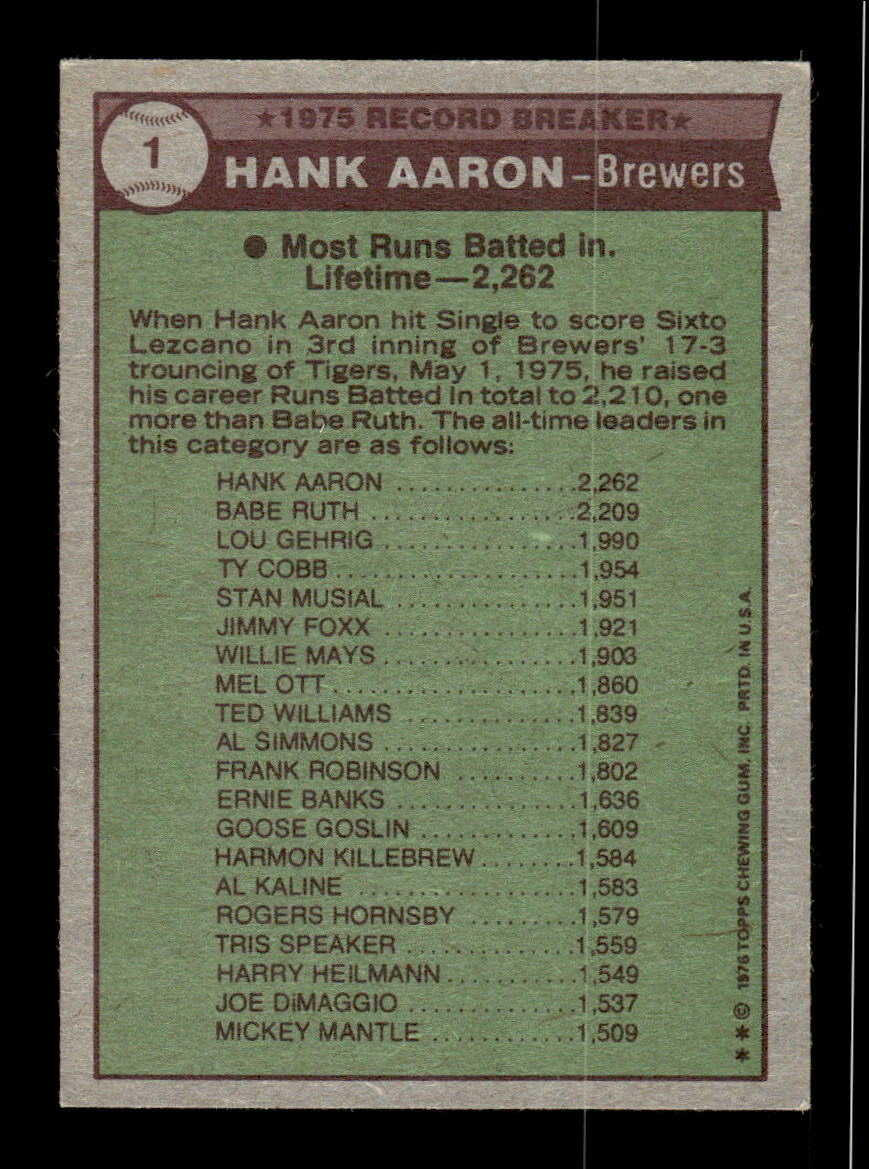 1
★1975 RECORD BREAKER★
HANK AARON–Brewers
● Most Runs Batted in.
Lifetime—2,262
When Hank Aaron hit Single to score Sixto
Lezcano in 3rd inning of Brewers' 17-3
trouncing of Tigers, May 1, 1975, he raised
his career Runs Batted in total to 2,210, one
more than Babe Ruth. The all-time leaders in
this category are as follows:
HANK AARON ...............2,262
BABE RUTH .................2,209
LOU GEHRIG ................1,990
TY COBB....................1,954
STAN MUSIAL ...............1,951
JIMMY FOXX ................1,921
WILLIE MAYS................1,903
MEL OTT....................1,860
TED WILLIAMS ..............1,839
AL SIMMONS ................1,827
FRANK ROBINSON ..........1,802
ERNIE BANKS ...............1,636
GOOSE GOSLIN .............1,609
HARMON KILLEBREW........1,584
AL KALINE ..................1,583
ROGERS HORNSBY ..........1,579
TRIS SPEAKER ..............1,559
HARRY HEILMANN...........1,549
JOE DiMAGGIO ..............1,537
MICKEY MANTLE ............1,509
✶✶© 1976 TOPPS CHEWING GUM, INC. PRTD. IN U.S.A.